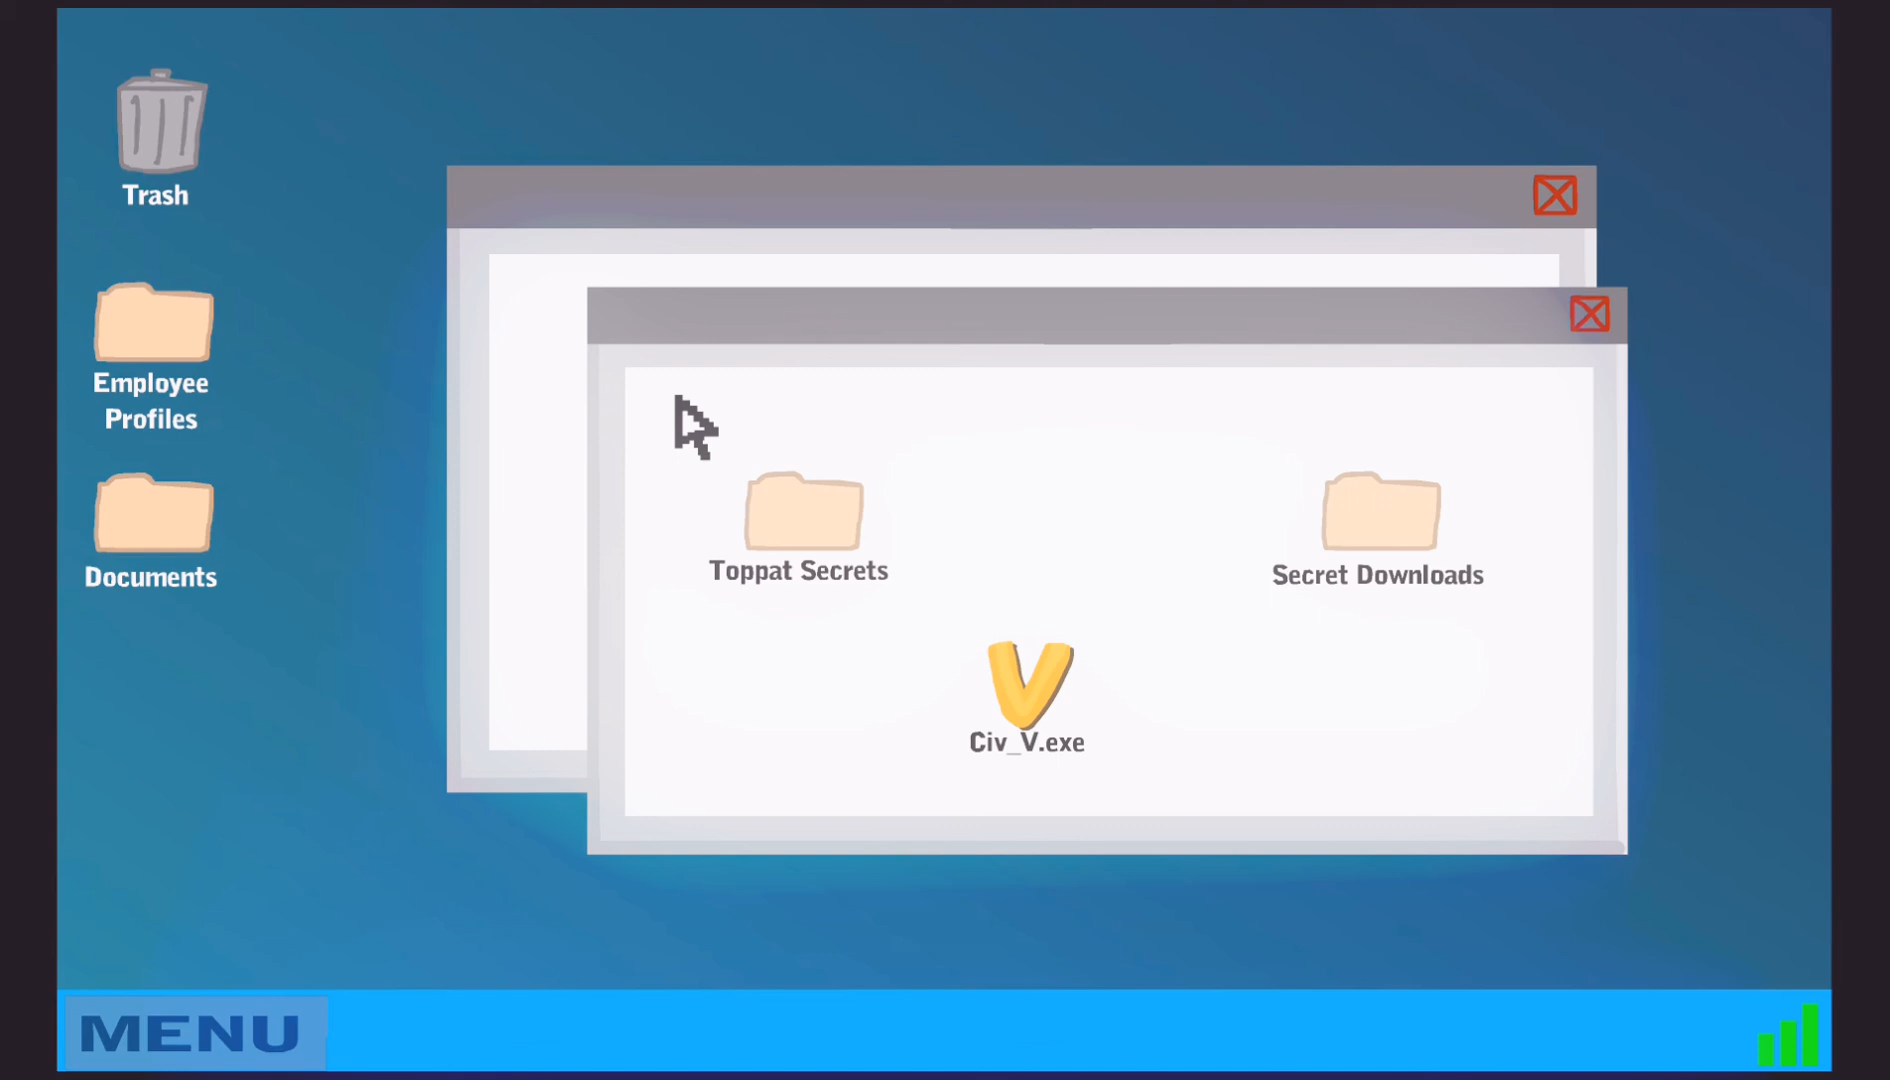 Trash
Employee
Profiles
Documents
Toppat Secrets
Secret Downloads
V
Civ_V.exe
MENU